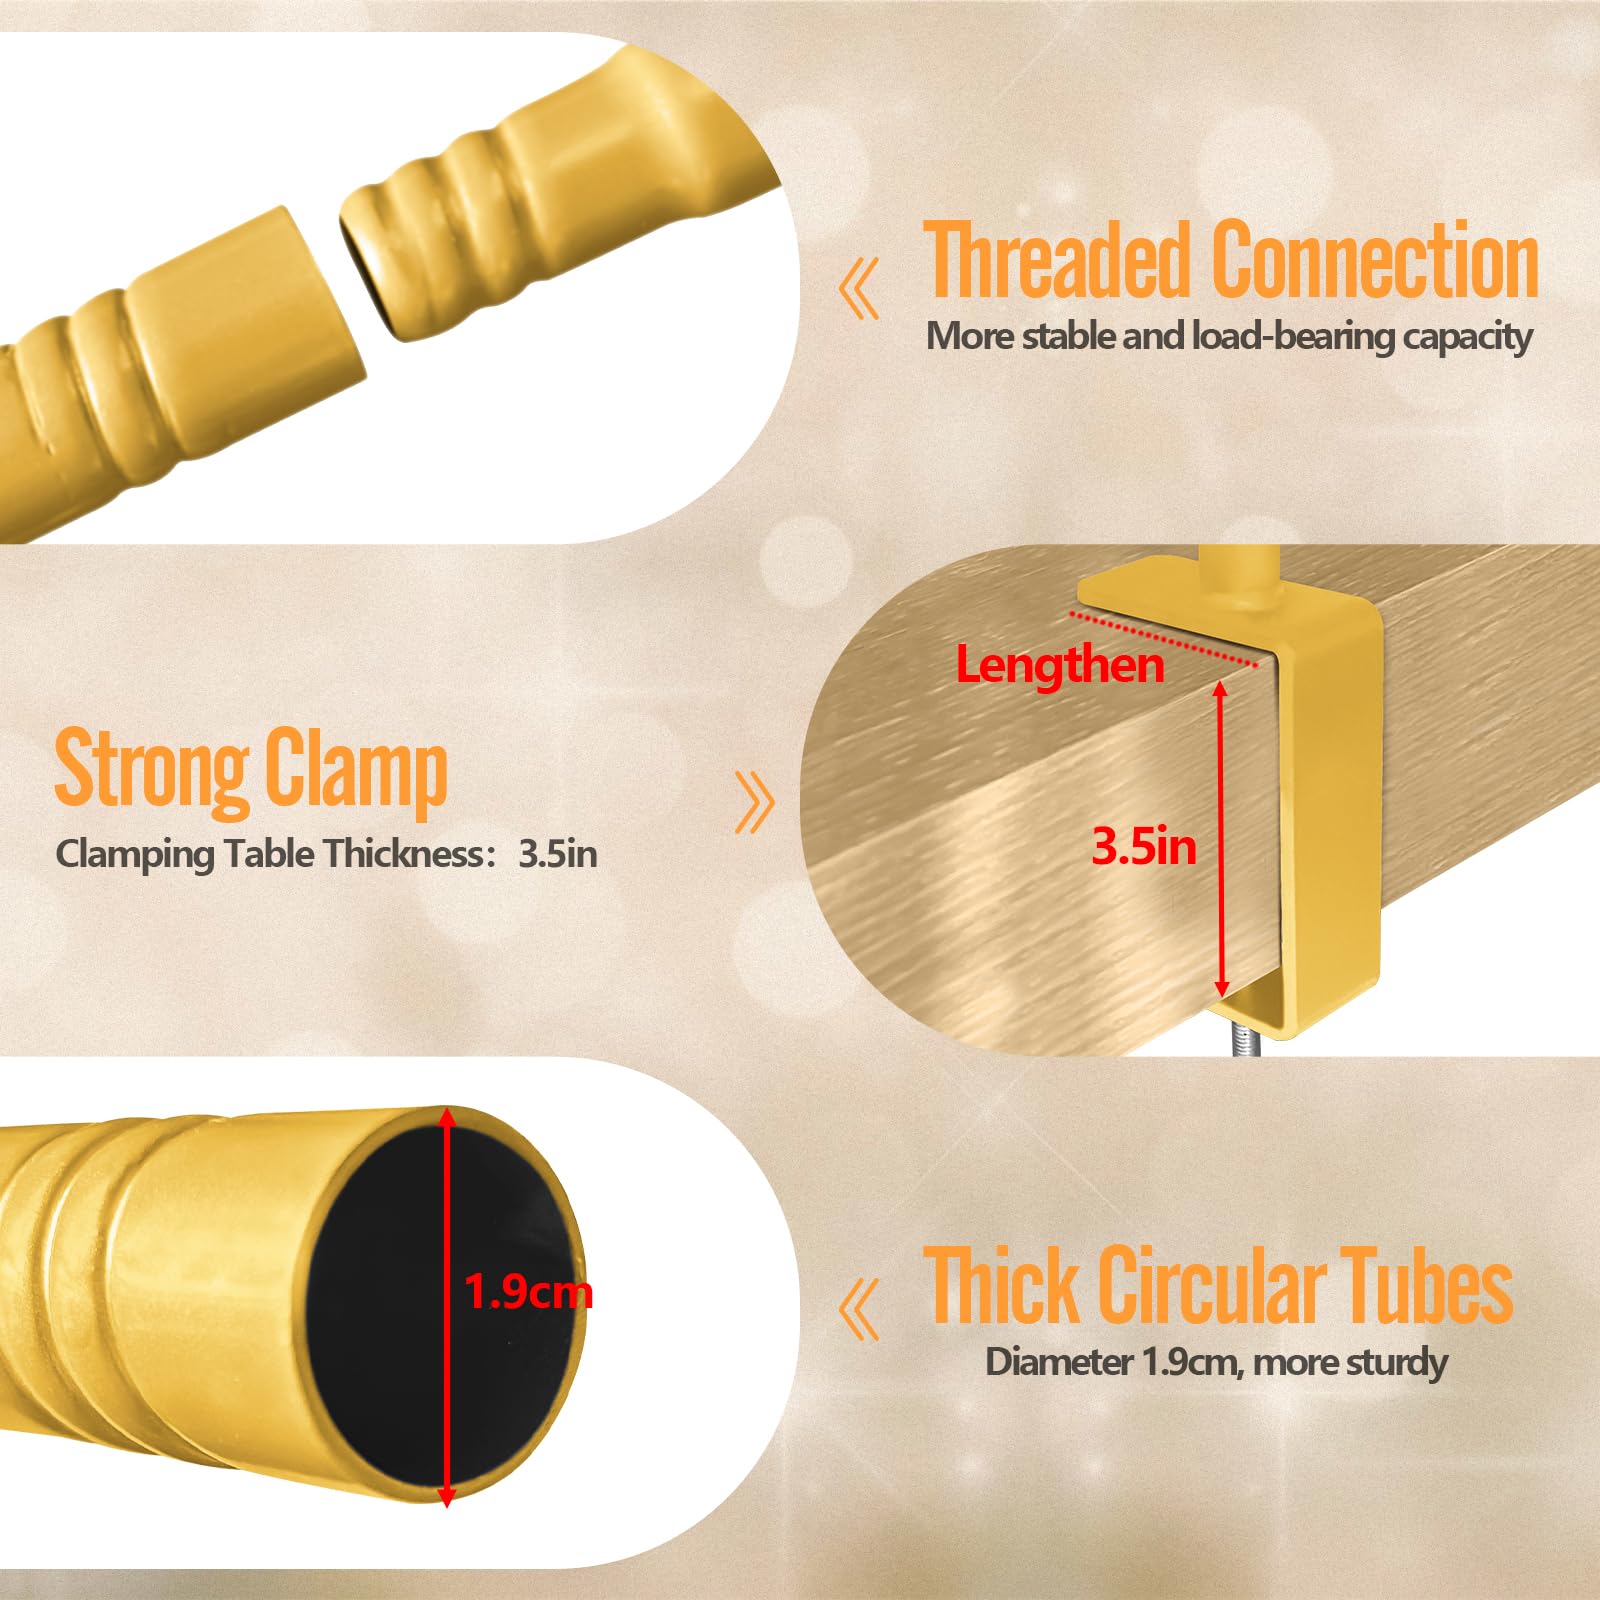 Threaded Connection
More stable and load-bearing capacity
Lengthen
3.5in
Strong Clamp
Clamping Table Thickness: 3.5in
1.9cm
Thick Circular Tubes
Diameter 1.9cm, more sturdy